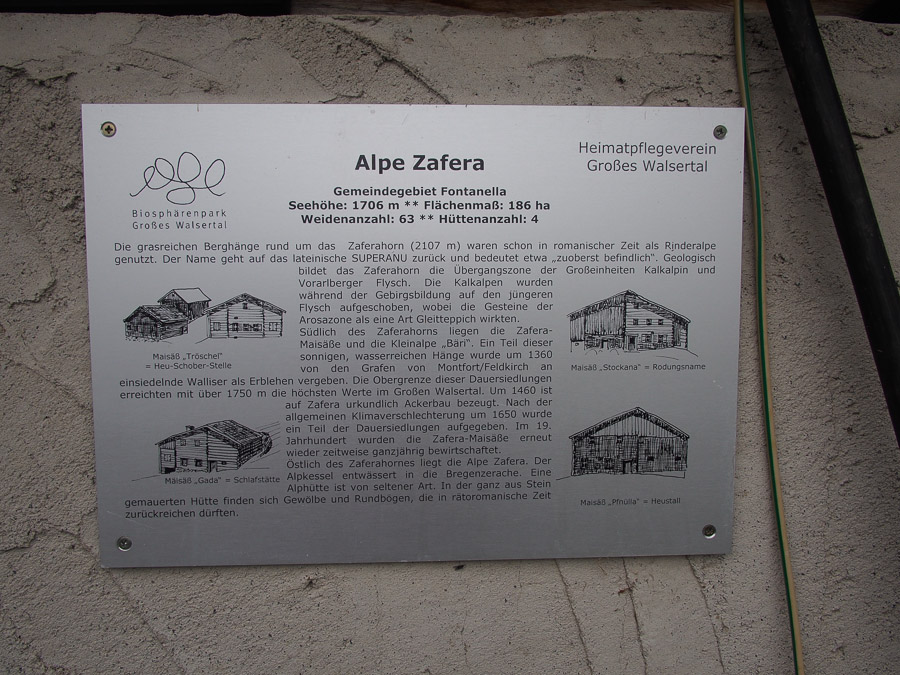 Biosphärenpark
Großes Walsertal
Alpe Zafera
Heimatpflegeverein
Großes Walsertal
Gemeindegebiet Fontanella
Seehöhe: 1706 m ** Flächenmaß: 186 ha
Weidenanzahl: 63 ** Hüttenanzahl: 4
Die grasreichen Berghänge rund um das Zaferahorn (2107 m) waren schon in romanischer Zeit als Rinderalpe
genutzt. Der Name geht auf das lateinische SUPERANU zurück und bedeutet etwa „zuoberst befindlich“. Geologisch
bildet das Zaferahorn die Übergangszone der Großeinheiten Kalkalpin und
Vorarlberger Flysch. Die Kalkalpen wurden
während der Gebirgsbildung auf den jüngeren
Flysch aufgeschoben, wobei die Gesteine der
Arosazone als eine Art Gleitteppich wirkten.
Südlich des Zaferahorns liegen die Zafera-
Maisäße und die Kleinalpe „Bäri“. Ein Teil dieser
sonnigen, wasserreichen Hänge wurde um 1360
von den Grafen von Montfort/Feldkirch an
einsiedelnde Walliser als Erblehen vergeben. Die Obergrenze dieser Dauersiedlungen
erreichten mit über 1750 m die höchsten Werte im Großen Walsertal. Um 1460 ist
auf Zafera urkundlich Ackerbau bezeugt. Nach der
allgemeinen Klimaverschlechterung um 1650 wurde
ein Teil der Dauersiedlungen aufgegeben. Im 19.
Jahrhundert wurden die Zafera-Maisäße erneut
wieder zeitweise ganzjährig bewirtschaftet.
Östlich des Zaferahornes liegt die Alpe Zafera. Der
Alpkessel entwässert in die Bregenzerache. Eine
Alphütte ist von seltener Art. In der ganz aus Stein
gemauerten Hütte finden sich Gewölbe und Rundbögen, die in rätoromanische Zeit
zurückreichen dürften.
Maisäß „Tröschel“
= Heu-Schober-Stelle
Maisäß „Stockana“ = Rodungsname
Maisäß „Gada“ = Schlafstätte
Maisäß „Pfnülla“ = Heustall